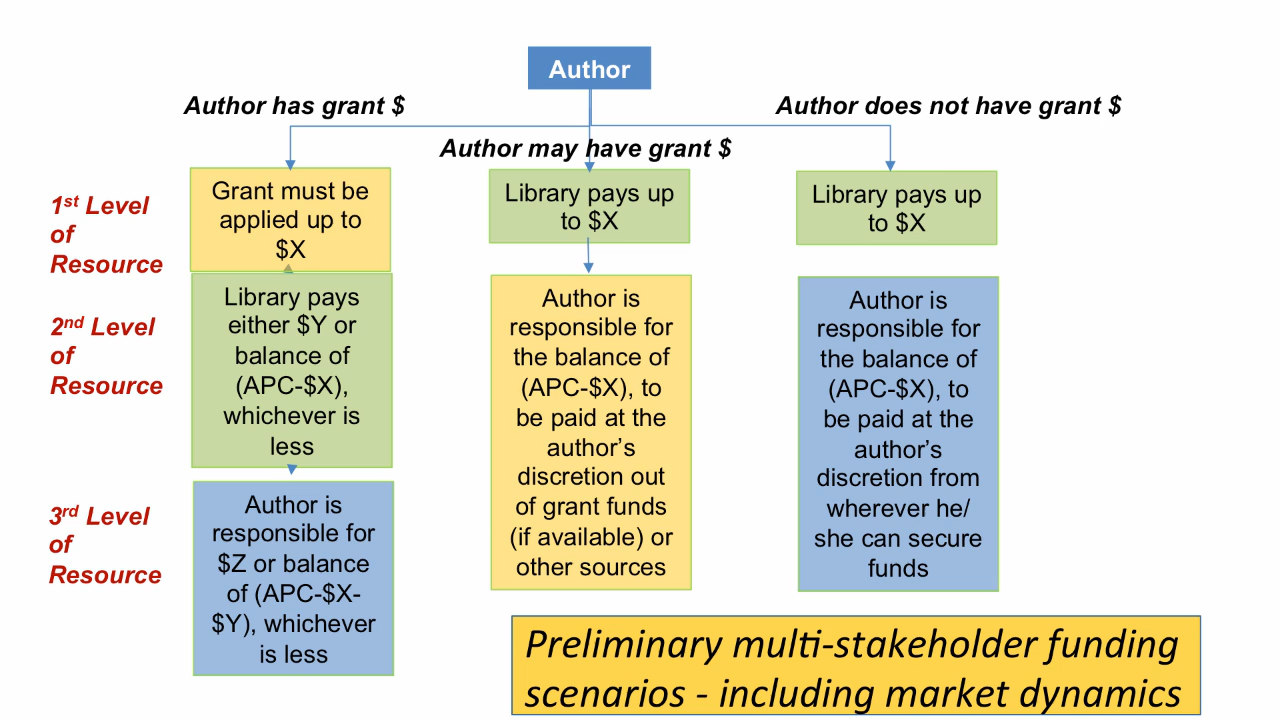 Author
Author has grant $
Author does not have grant $
Author may have grant $
1st Level
of
Resource
Grant must be
applied up to
$X
Library pays up
to $X
Library pays up
to $X
2nd Level
of
Resource
Library pays
either $Y or
balance of
(APC-$X),
whichever is
less
Author is
responsible for
the balance of
(APC-$X), to
be paid at the
author’s
discretion out
of grant funds
(if available) or
other sources
Author is
responsible for
the balance of
(APC-$X), to
be paid at the
author’s
discretion from
wherever he/
she can secure
funds
3rd Level
of
Resource
Author is
responsible for
$Z or balance
of (APC-$X-
$Y), whichever
is less
Preliminary multi-stakeholder funding
scenarios - including market dynamics